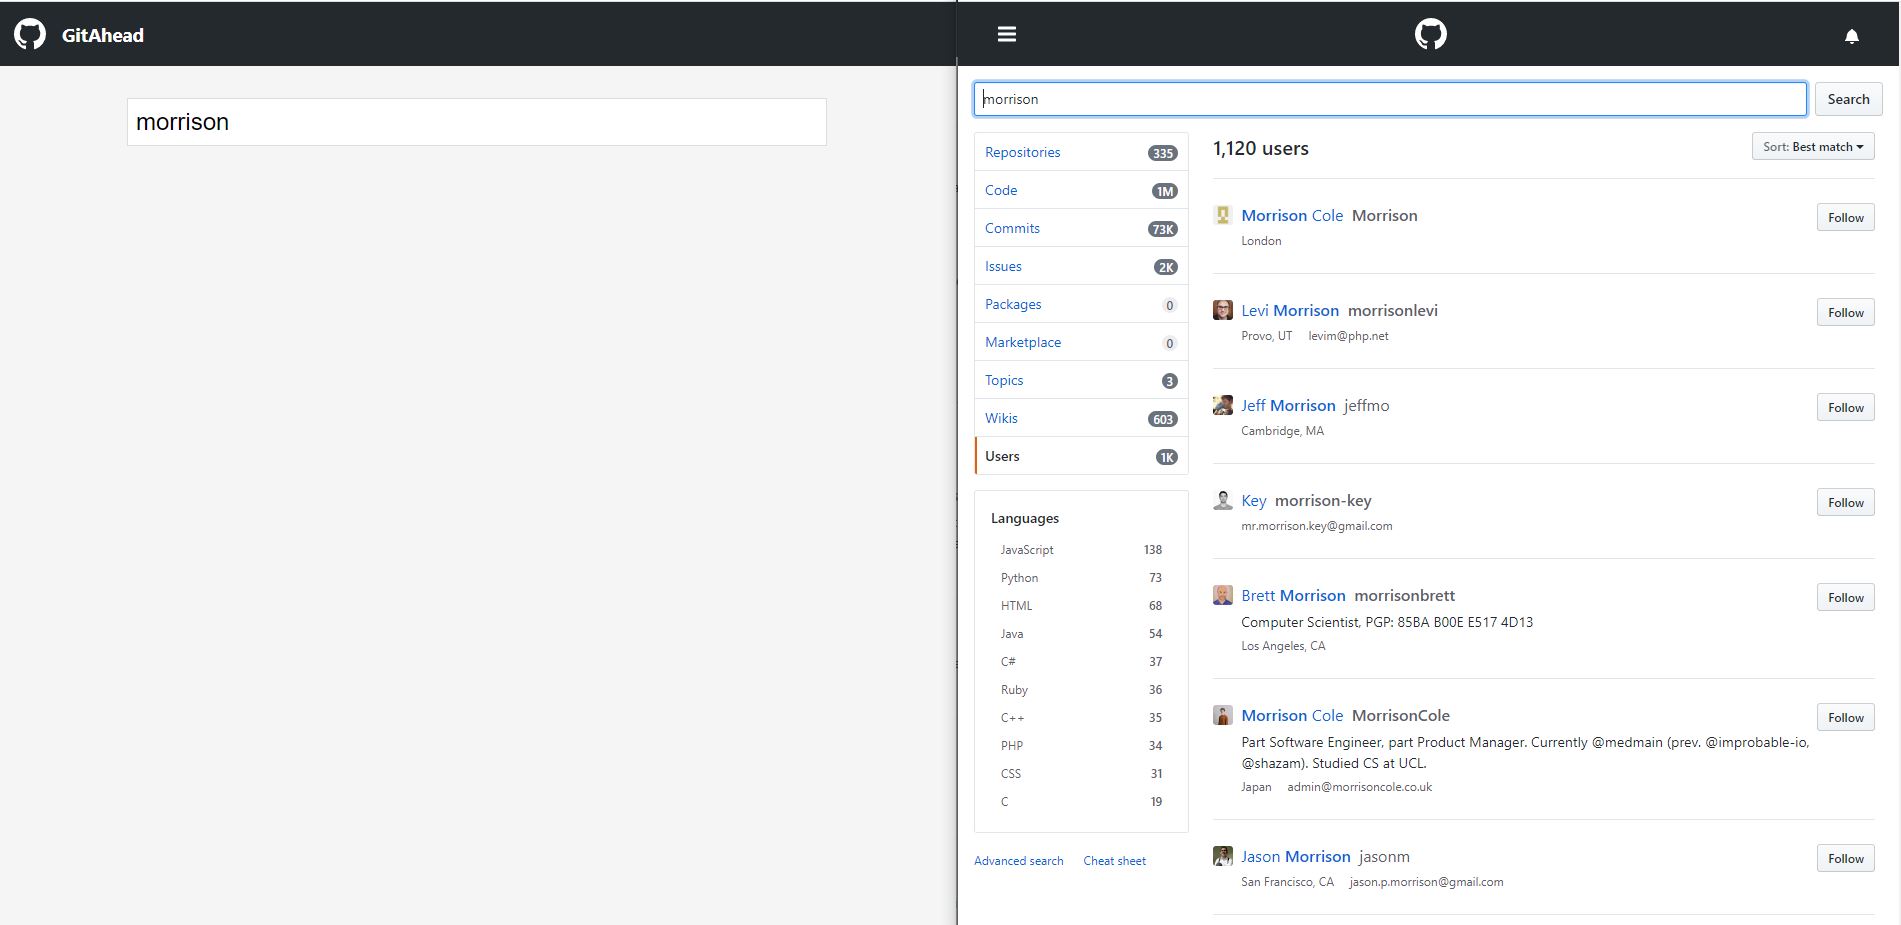 GitAhead
morrison
morrison
Search
Repositories 335
Code 1M
Commits 73K
Issues 2K
Packages 0
Marketplace 0
Topics 3
Wikis 603
Users 1K
Languages
JavaScript 138
Python 73
HTML 68
Java 54
C# 37
Ruby 36
C++ 35
PHP 34
CSS 31
C 19
Advanced search Cheat sheet
1,120 users
Sort: Best match
Morrison Cole Morrison
Follow
London
Levi Morrison morrisonlevi
Follow
Provo, UT levim@php.net
Jeff Morrison jeffmo
Follow
Cambridge, MA
Key morrison-key
Follow
mr.morrison.key@gmail.com
Brett Morrison morrisonbrett
Follow
Computer Scientist, PGP: 85BA B00E E517 4D13
Los Angeles, CA
Morrison Cole MorrisonCole
Follow
Part Software Engineer, part Product Manager. Currently @medmain (prev. @improbable-io,
@shazam). Studied CS at UCL.
Japan admin@morrisoncole.co.uk
Jason Morrison jasonm
Follow
San Francisco, CA jason.p.morrison@gmail.com